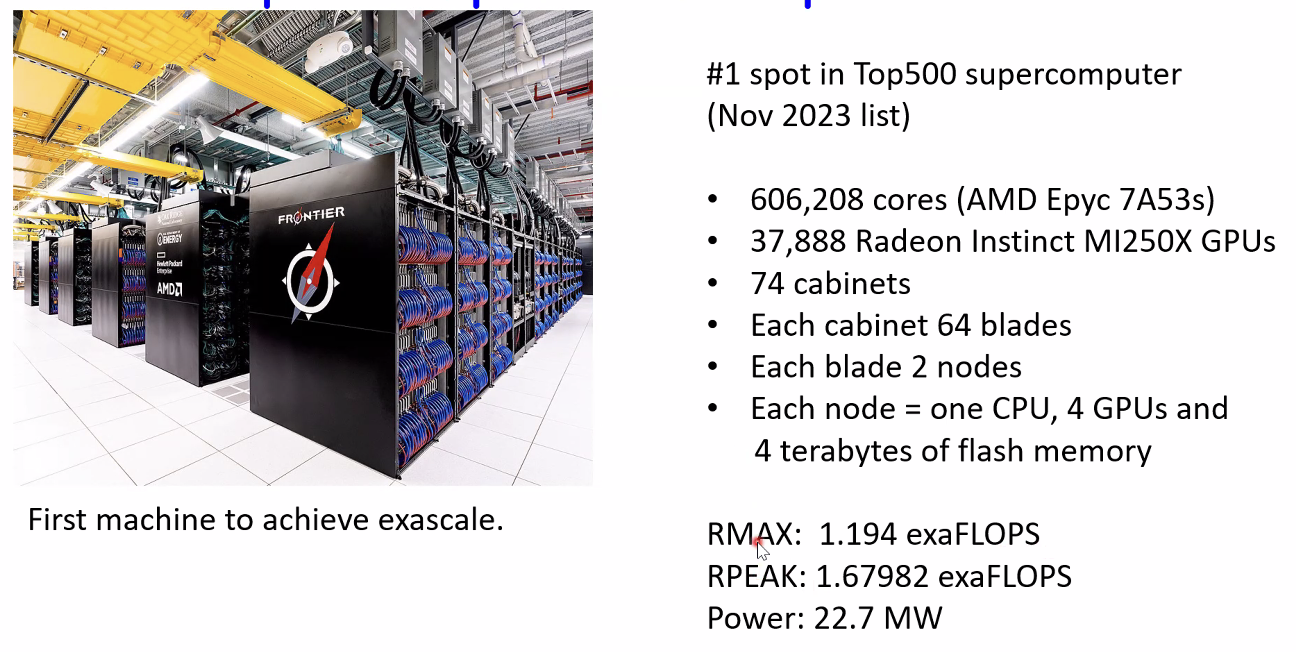 #1 spot in Top500 supercomputer
(Nov 2023 list)
• 606,208 cores (AMD Epyc 7A53s)
• 37,888 Radeon Instinct MI250X GPUs
• 74 cabinets
• Each cabinet 64 blades
• Each blade 2 nodes
• Each node = one CPU, 4 GPUs and
4 terabytes of flash memory
RMAX: 1.194 exaFLOPS
RPEAK: 1.67982 exaFLOPS
Power: 22.7 MW
FRONTIER
ENERGY
Hewlett Packard
Enterprise
AMD
First machine to achieve exascale.